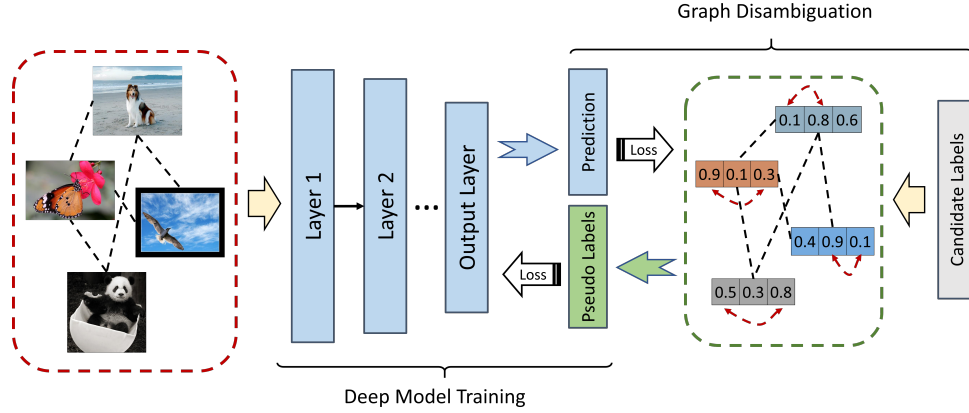 Graph Disambiguation
Layer 1
Layer 2
...
Output Layer
Prediction
Loss
0.1 0.8 0.6
0.9 0.1 0.3
0.4 0.9 0.1
0.5 0.3 0.8
Candidate Labels
Loss
Pseudo Labels
Deep Model Training